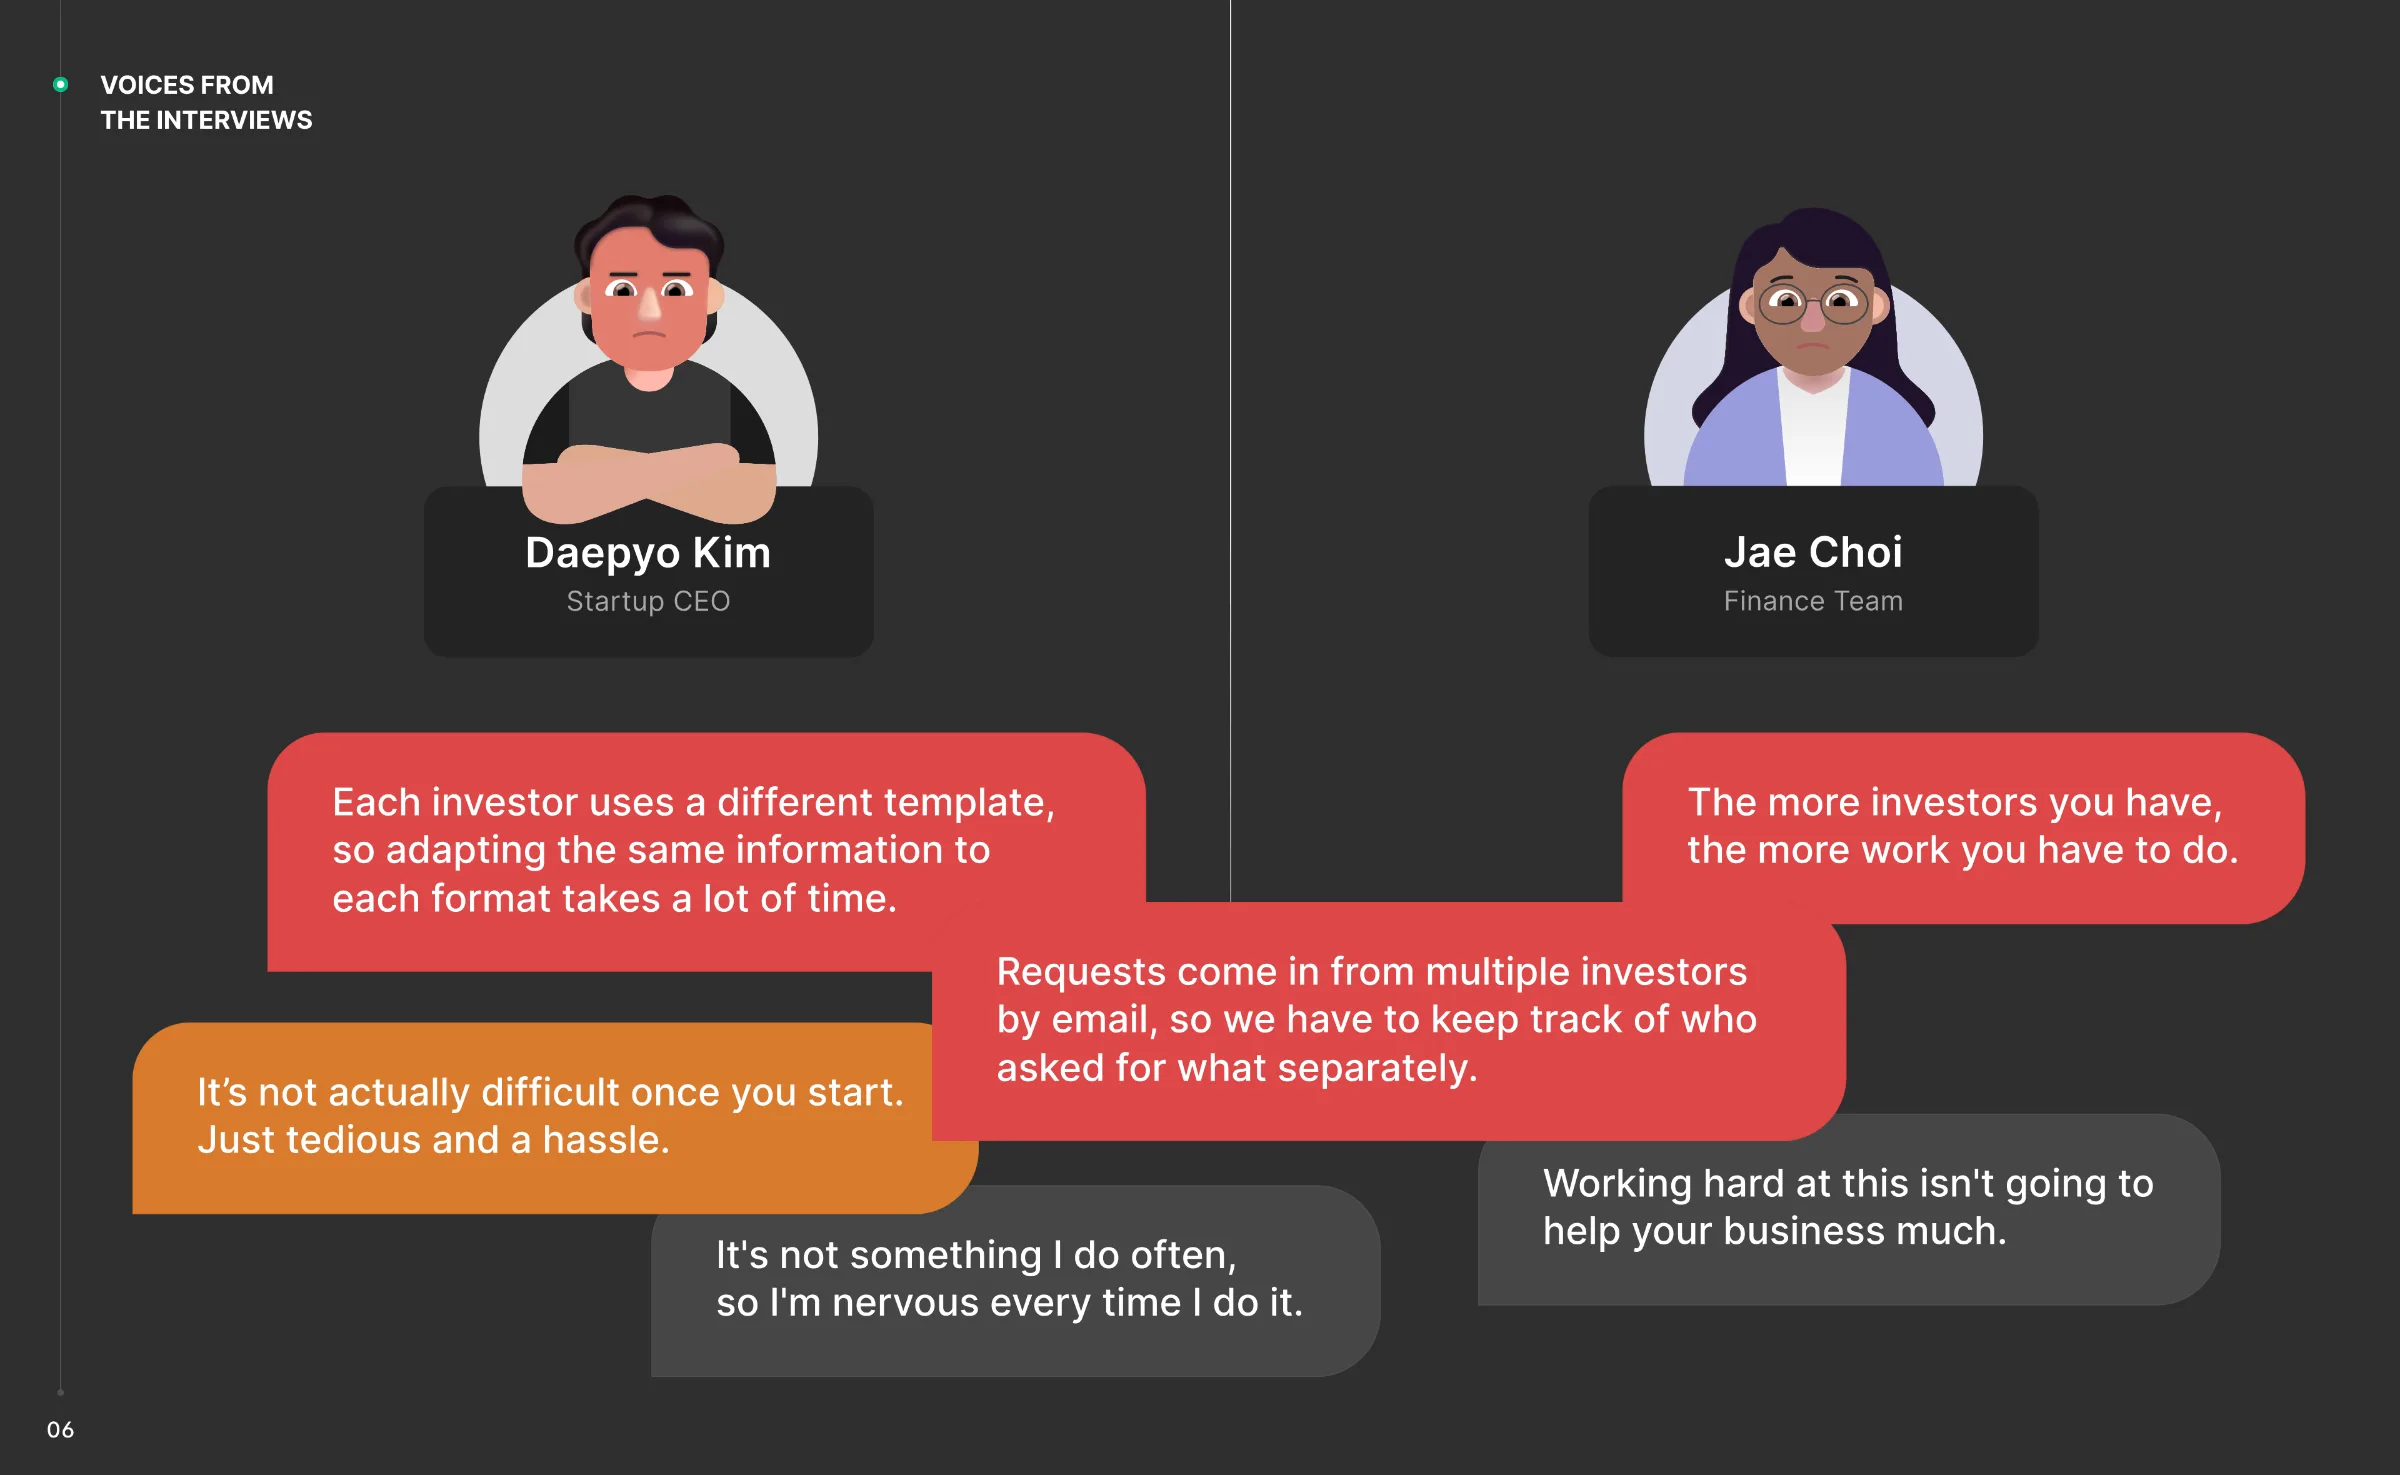 VOICES FROM
THE INTERVIEWS
Daepyo Kim
Startup CEO
Jae Choi
Finance Team
Each investor uses a different template,
so adapting the same information to
each format takes a lot of time.
The more investors you have,
the more work you have to do.
Requests come in from multiple investors
by email, so we have to keep track of who
asked for what separately.
It’s not actually difficult once you start.
Just tedious and a hassle.
Working hard at this isn't going to
help your business much.
It's not something I do often,
so I'm nervous every time I do it.
06